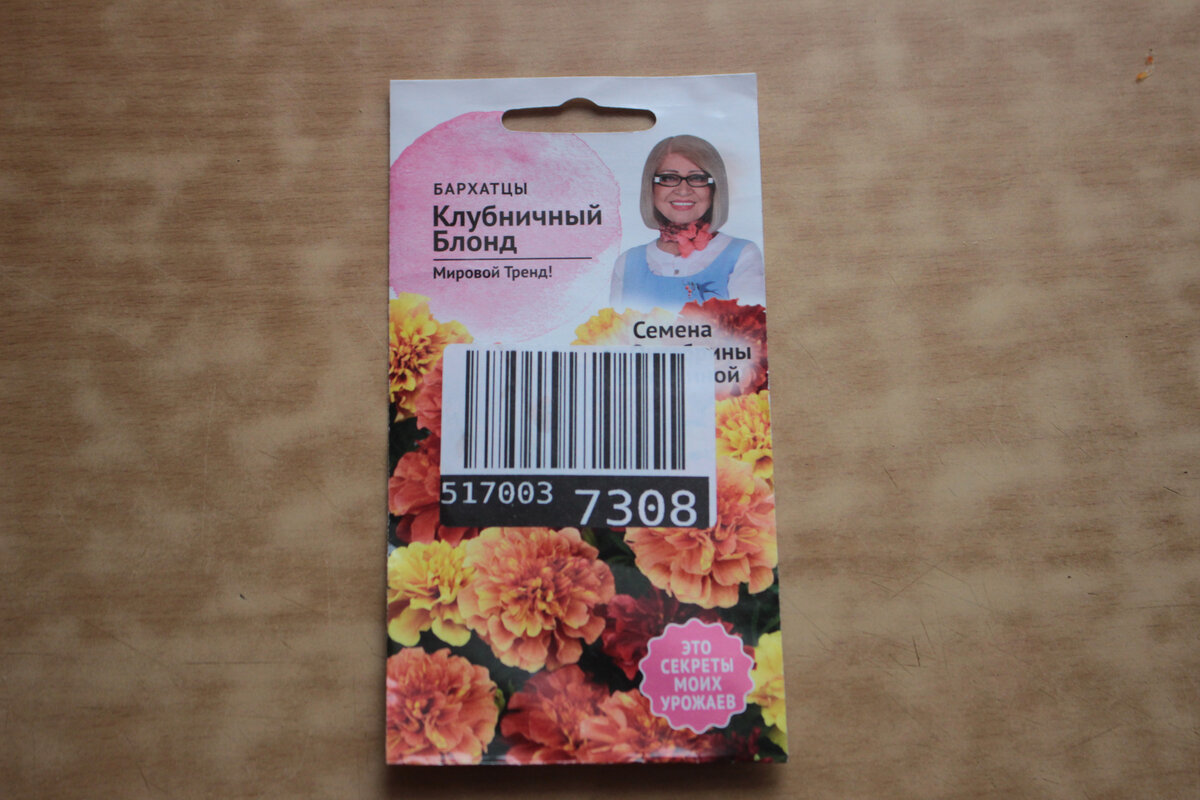 БАРХАТЦЫ
Клубничный
Блонд
Мировой Тренд!
Семена
517003 7308
ЭТО
СЕКРЕТЫ
МОИХ
УРОЖАЕВ